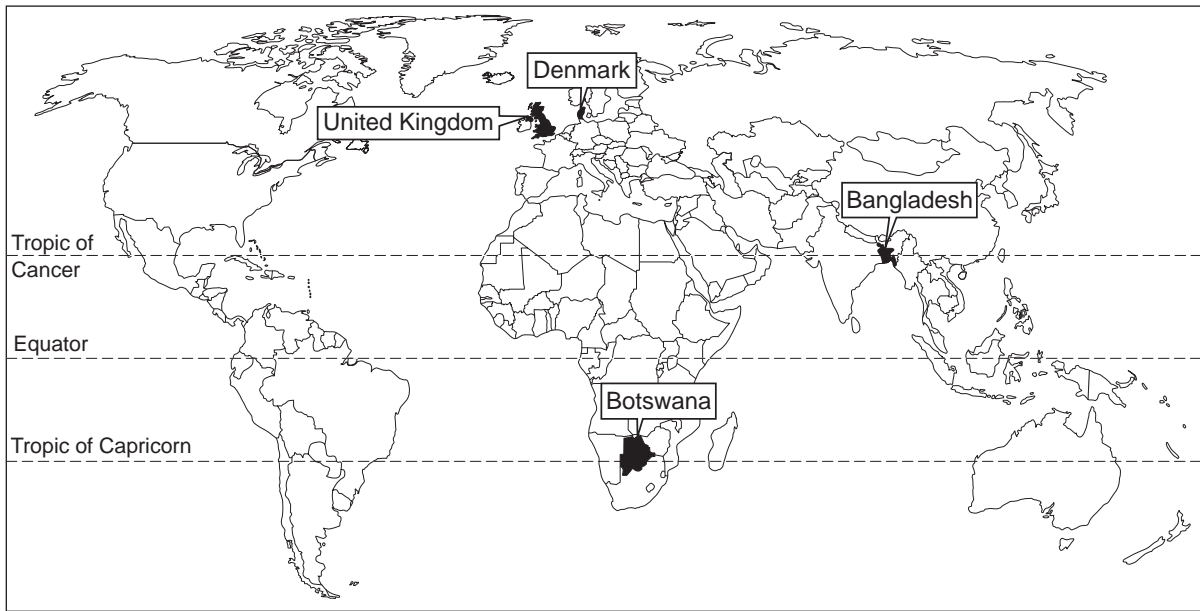 Denmark
United Kingdom
Bangladesh
Tropic of
Cancer
Equator
Botswana
Tropic of Capricorn